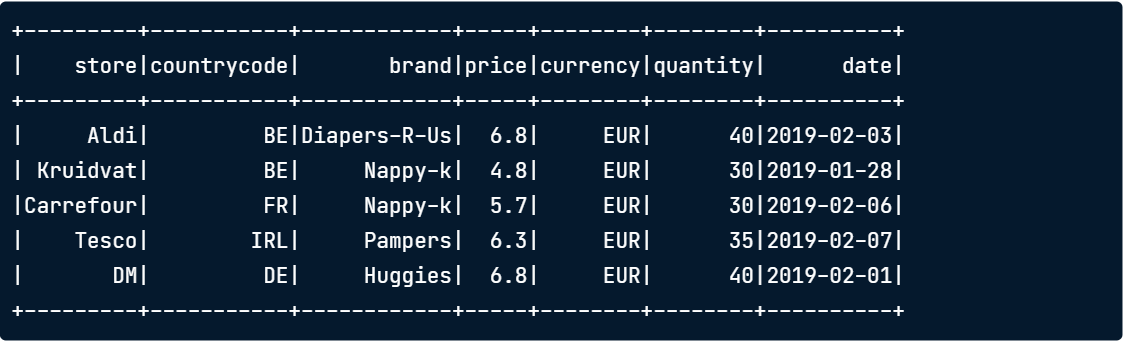 +---------+-----------+------------+-----+--------+--------+----------+
|    store|countrycode|       brand|price|currency|quantity|      date|
+---------+-----------+------------+-----+--------+--------+----------+
|     Aldi|         BE|Diapers-R-Us|  6.8|     EUR|      40|2019-02-03|
| Kruidvat|         BE|     Nappy-k|  4.8|     EUR|      30|2019-01-28|
|Carrefour|         FR|     Nappy-k|  5.7|     EUR|      30|2019-02-06|
|    Tesco|        IRL|     Pampers|  6.3|     EUR|      35|2019-02-07|
|       DM|         DE|     Huggies|  6.8|     EUR|      40|2019-02-01|
+---------+-----------+------------+-----+--------+--------+----------+